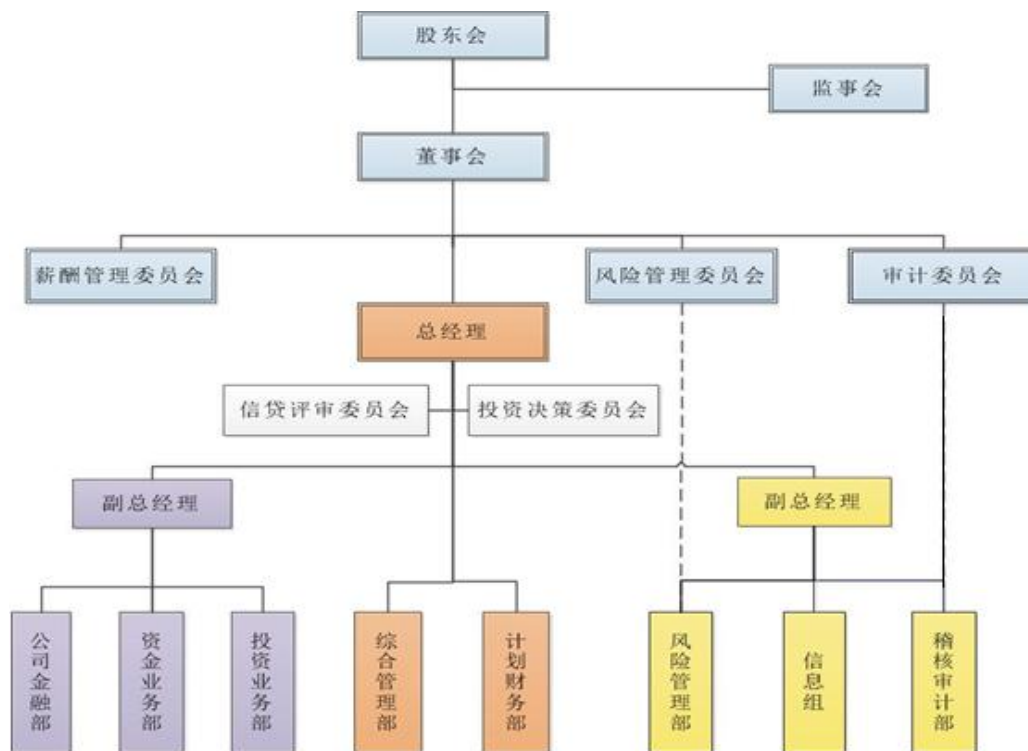 股东会
监事会
董事会
薪酬管理委员会
风险管理委员会
审计委员会
总经理
信贷评审委员会
投资决策委员会
副总经理
副总经理
公司金融部
资金业务部
投资业务部
综合管理部
计划财务部
风险管理部
信息组
稽核审计部